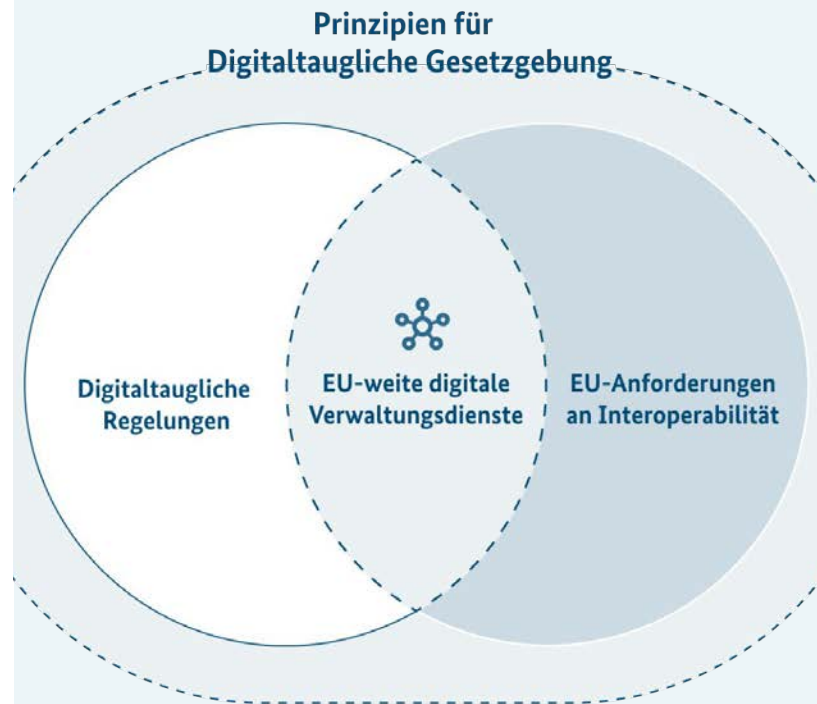 Prinzipien für
Digitaltaugliche Gesetzgebung
Digitaltaugliche
Regelungen
EU-weite digitale
Verwaltungsdienste
EU-Anforderungen
an Interoperabilität